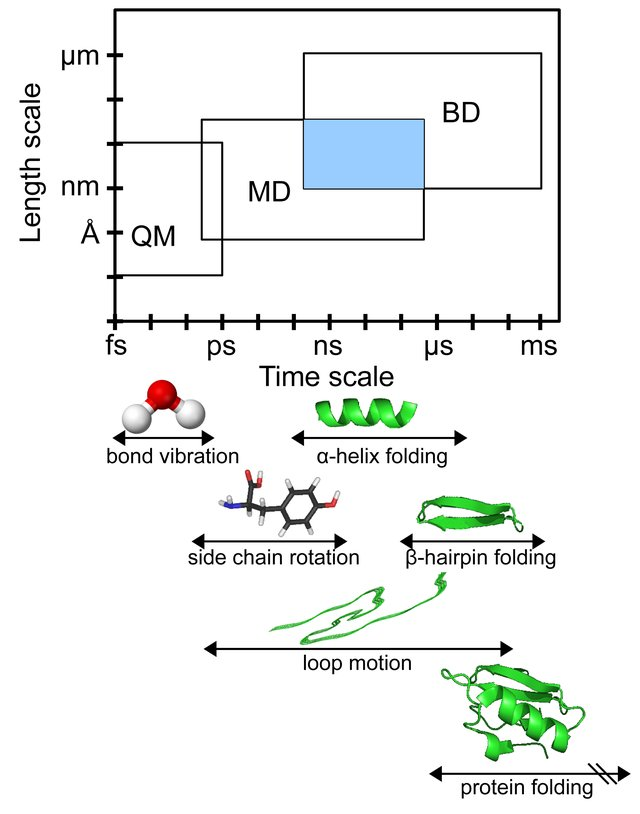 μm
Length scale
BD
nm
MD
Å
QM
fs ps ns μs ms
Time scale
bond vibration
α-helix folding
side chain rotation
β-hairpin folding
loop motion
protein folding